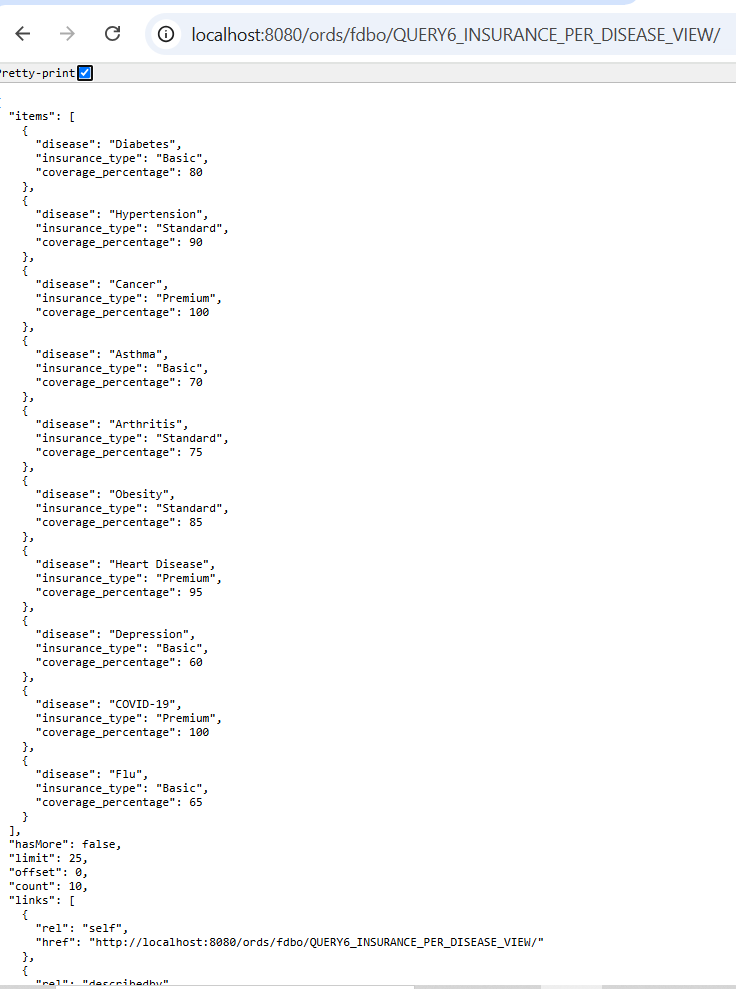 localhost:8080/ords/fdbo/QUERY6_INSURANCE_PER_DISEASE_VIEW/
retty-print
"items": [
{
"disease": "Diabetes",
"insurance_type": "Basic",
"coverage_percentage": 80
},
{
"disease": "Hypertension",
"insurance_type": "Standard",
"coverage_percentage": 90
},
{
"disease": "Cancer",
"insurance_type": "Premium",
"coverage_percentage": 100
},
{
"disease": "Asthma",
"insurance_type": "Basic",
"coverage_percentage": 70
},
{
"disease": "Arthritis",
"insurance_type": "Standard",
"coverage_percentage": 75
},
{
"disease": "Obesity",
"insurance_type": "Standard",
"coverage_percentage": 85
},
{
"disease": "Heart Disease",
"insurance_type": "Premium",
"coverage_percentage": 95
},
{
"disease": "Depression",
"insurance_type": "Basic",
"coverage_percentage": 60
},
{
"disease": "COVID-19",
"insurance_type": "Premium",
"coverage_percentage": 100
},
{
"disease": "Flu",
"insurance_type": "Basic",
"coverage_percentage": 65
}
],
"hasMore": false,
"limit": 25,
"offset": 0,
"count": 10,
"links": [
{
"rel": "self",
"href": "http://localhost:8080/ords/fdbo/QUERY6_INSURANCE_PER_DISEASE_VIEW/"
},
{
"rel": "describedby"